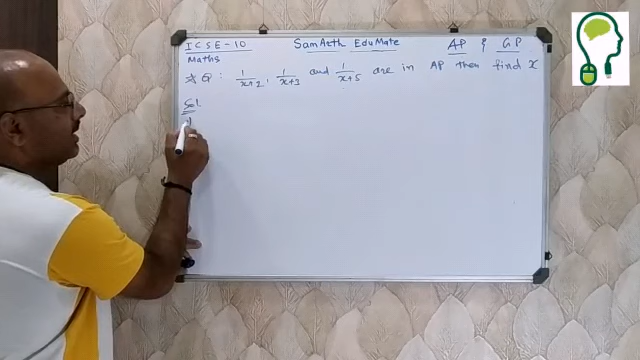 ICSE-10 SamArth EduMate AP & GP
Maths
Q: 1/x+2, 1/x+3 and 1/x+5 are in AP then find x
Sol.